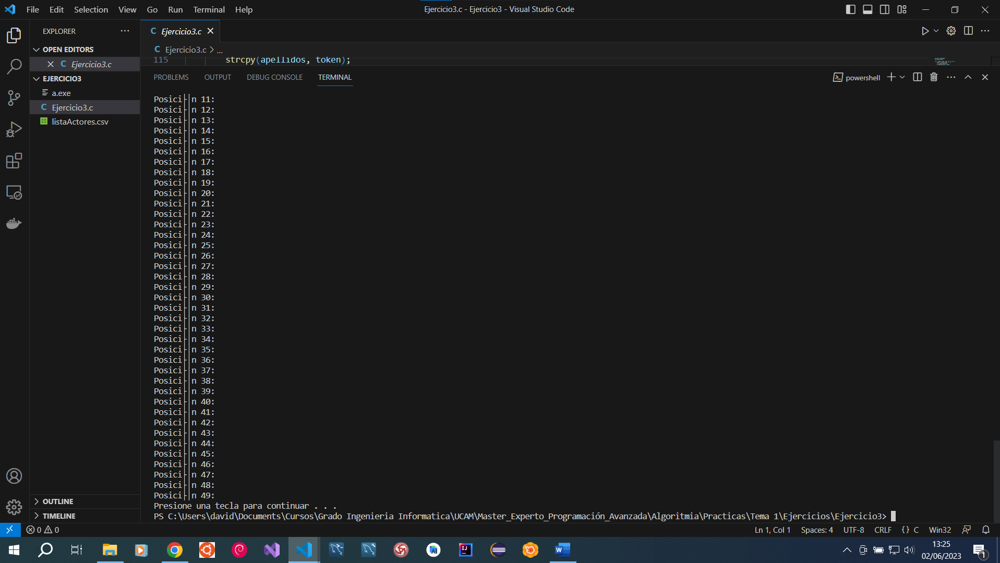 File Edit Selection View Go Run Terminal Help
Ejercicio3.c - Ejercicio3 - Visual Studio Code
EXPLORER
OPEN EDITORS
Ejercicio3.c
EJERCICIO3
a.exe
Ejercicio3.c
listaActores.csv
OUTLINE
TIMELINE
Ejercicio3.c
Ejercicio3.c > ...
115 strcpy(apellidos, token);
PROBLEMS OUTPUT DEBUG CONSOLE TERMINAL
powershell
Posici├│n 11:
Posici├│n 12:
Posici├│n 13:
Posici├│n 14:
Posici├│n 15:
Posici├│n 16:
Posici├│n 17:
Posici├│n 18:
Posici├│n 19:
Posici├│n 20:
Posici├│n 21:
Posici├│n 22:
Posici├│n 23:
Posici├│n 24:
Posici├│n 25:
Posici├│n 26:
Posici├│n 27:
Posici├│n 28:
Posici├│n 29:
Posici├│n 30:
Posici├│n 31:
Posici├│n 32:
Posici├│n 33:
Posici├│n 34:
Posici├│n 35:
Posici├│n 36:
Posici├│n 37:
Posici├│n 38:
Posici├│n 39:
Posici├│n 40:
Posici├│n 41:
Posici├│n 42:
Posici├│n 43:
Posici├│n 44:
Posici├│n 45:
Posici├│n 46:
Posici├│n 47:
Posici├│n 48:
Posici├│n 49:
Presione una tecla para continuar . . .
PS C:\Users\david\Documents\Cursos\Grado Ingenieria Informatica\UCAM\Master_Experto_Programación_Avanzada\Algoritmia\Practicas\Tema 1\Ejercicios\Ejercicio3>
0 0
Ln 1, Col 1 Spaces: 4 UTF-8 CRLF {} C Win32
13:25
02/06/2023
1